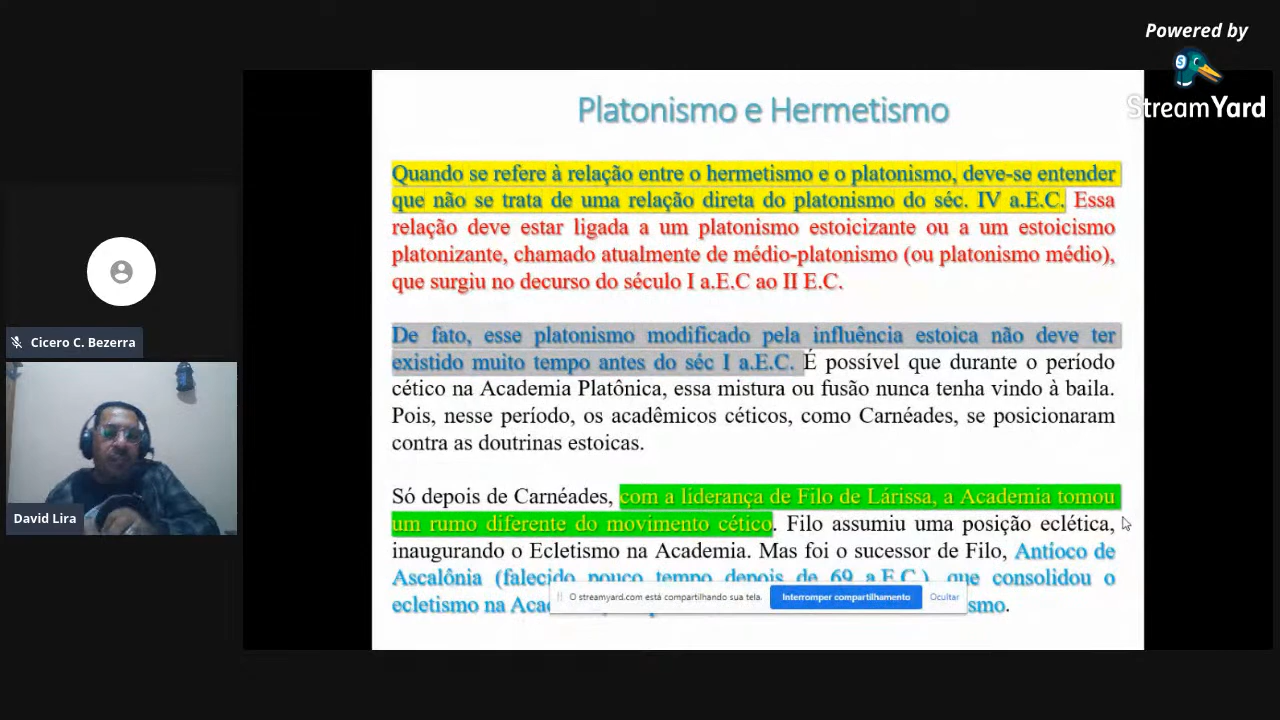 Powered by
StreamYard
Platonismo e Hermetismo
Quando se refere à relação entre o hermetismo e o platonismo, deve-se entender
que não se trata de uma relação direta do platonismo do séc. IV a.E.C. Essa
relação deve estar ligada a um platonismo estoicizante ou a um estoicismo
platonizante, chamado atualmente de médio-platonismo (ou platonismo médio),
que surgiu no decurso do século I a.E.C ao II E.C.
De fato, esse platonismo modificado pela influência estoica não deve ter
existido muito tempo antes do séc I a.E.C. É possível que durante o período
cético na Academia Platônica, essa mistura ou fusão nunca tenha vindo à baila.
Pois, nesse período, os acadêmicos céticos, como Carnéades, se posicionaram
contra as doutrinas estoicas.
Só depois de Carnéades, com a liderança de Filo de Lárissa, a Academia tomou
um rumo diferente do movimento cético. Filo assumiu uma posição eclética,
inaugurando o Ecletismo na Academia. Mas foi o sucessor de Filo, Antíoco de
Ascalônia (falecido pouco tempo depois de 69 a.E.C.), que consolidou o
ecletismo na
O streamyard.com está compartilhando sua tela.
Interromper compartilhamento
Ocultar
Cicero C. Bezerra
David Lira